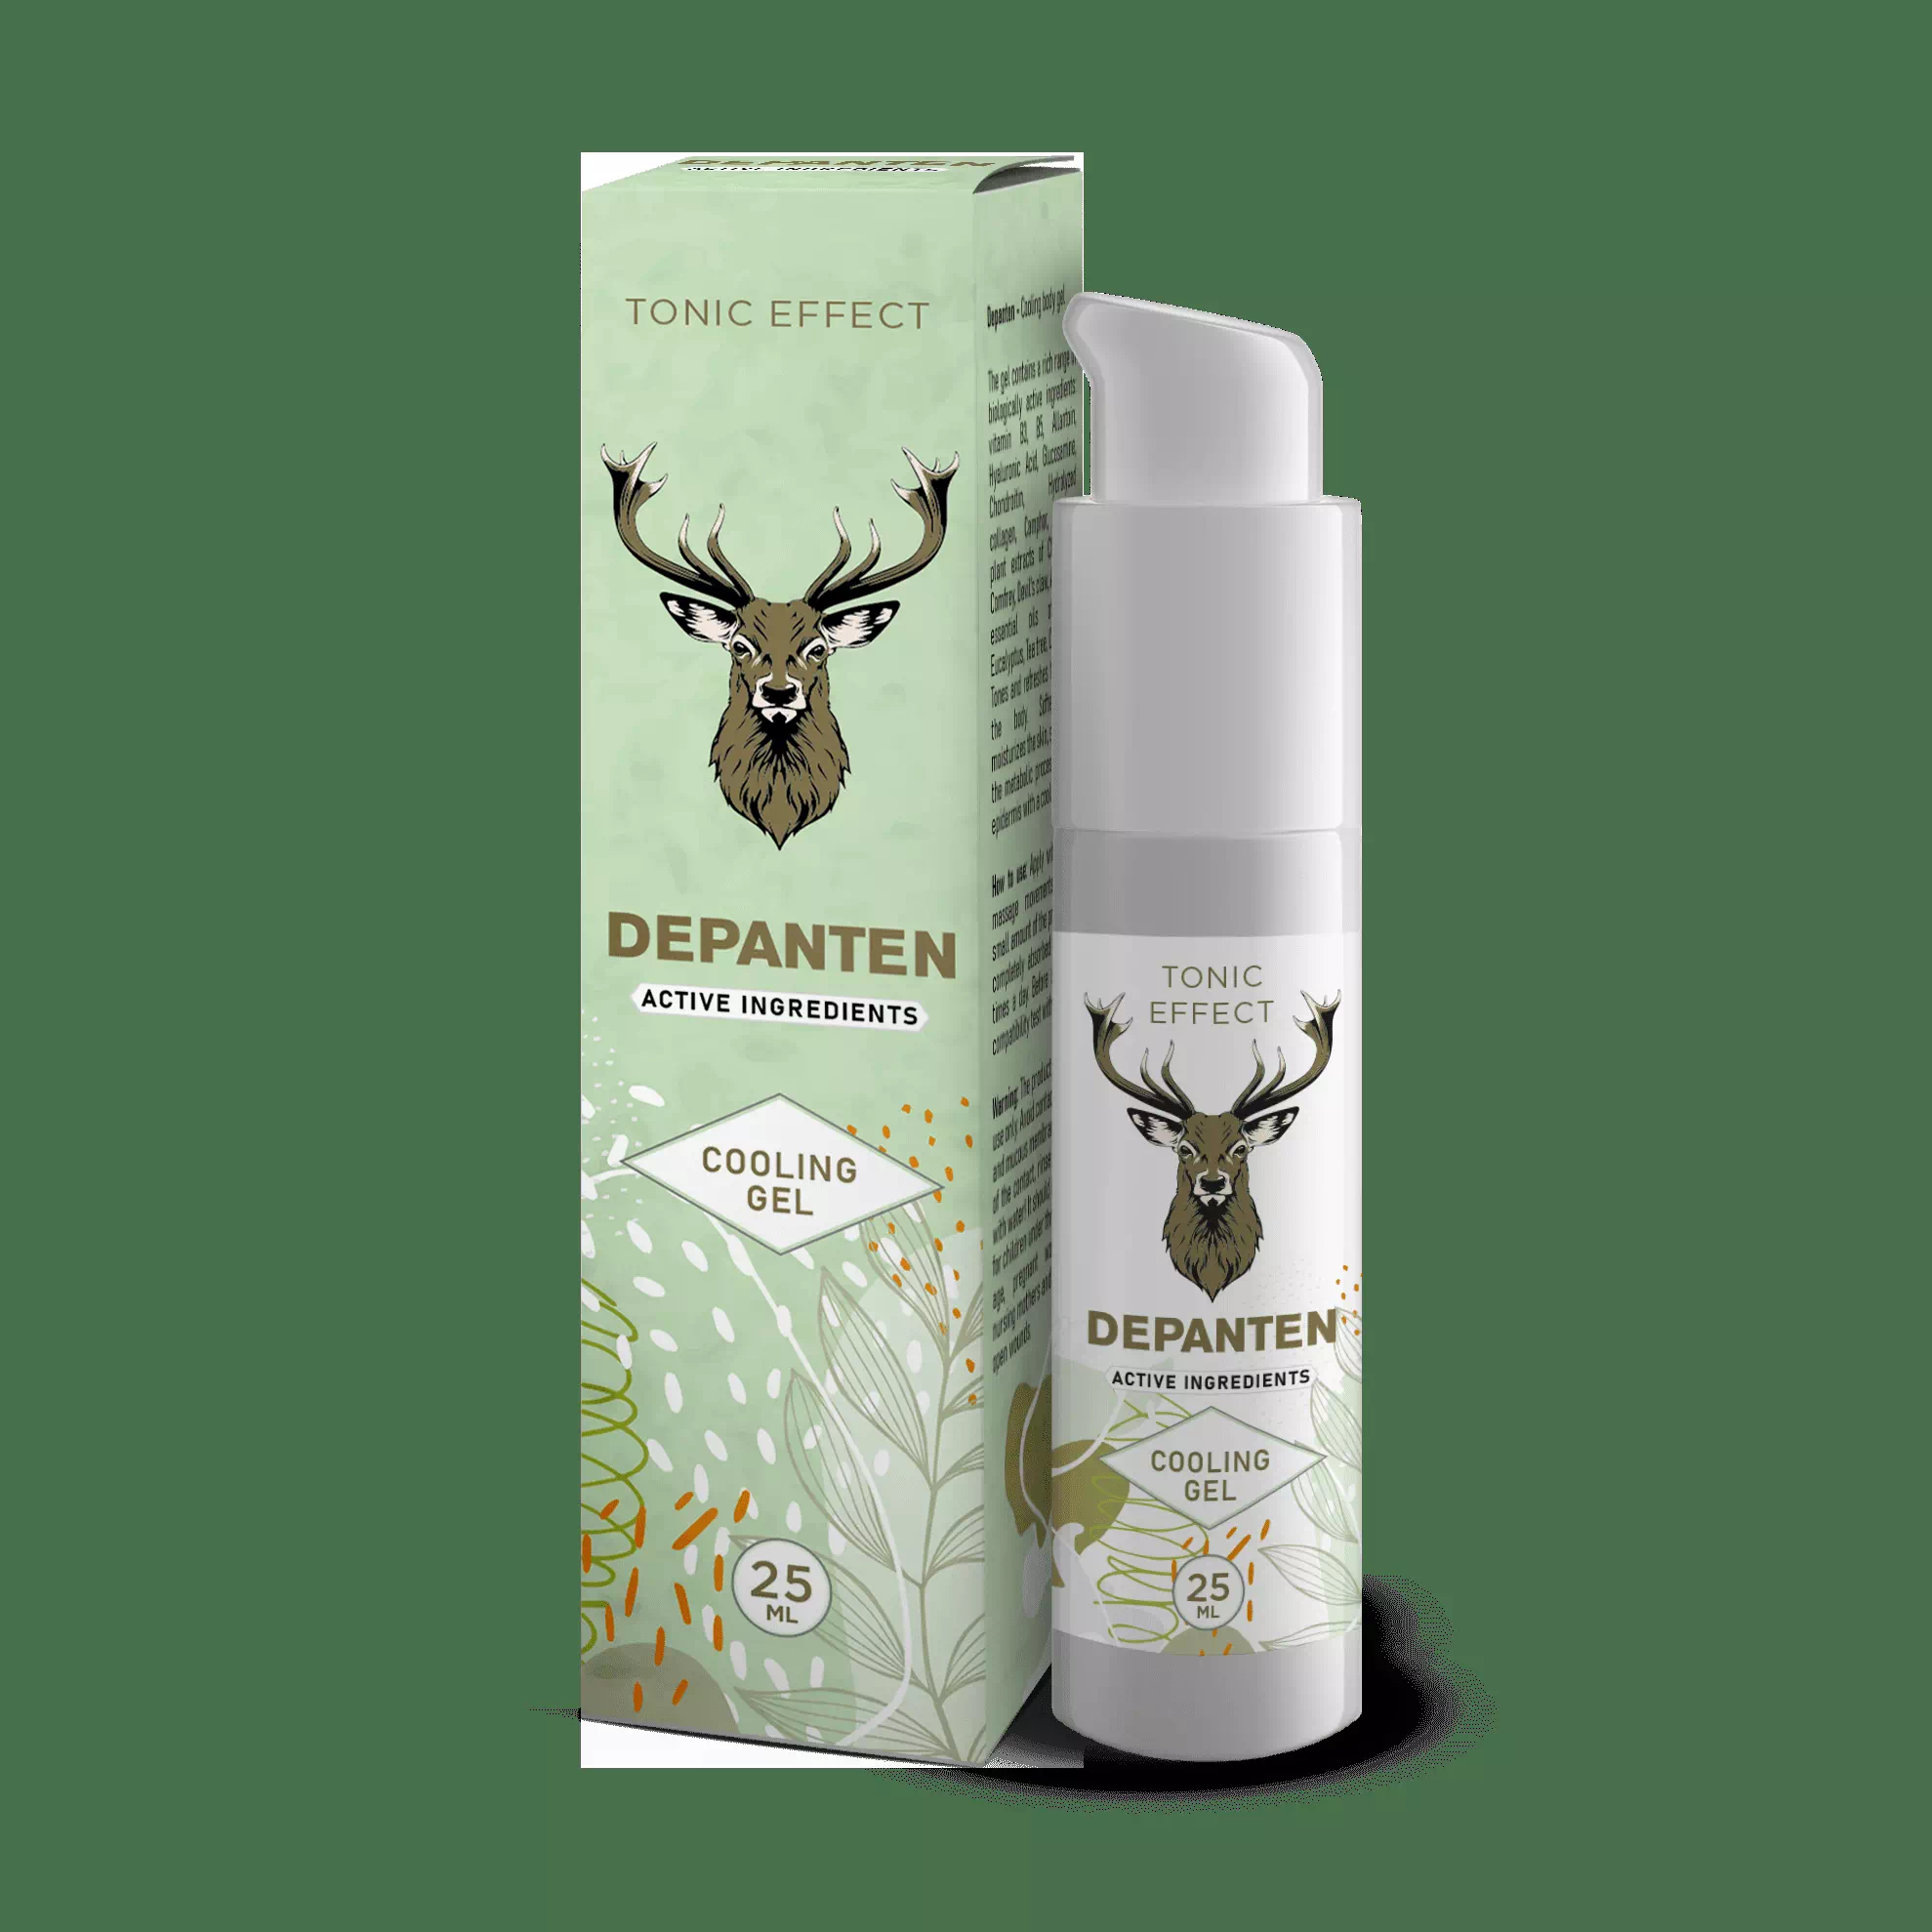 DEPANTEN
ACTIVE INGREDIENTS
TONIC EFFECT
DEPANTEN
ACTIVE INGREDIENTS
COOLING
GEL
25
ML
Depanten - Cooling body gel
The gel contains a rich range
biologically active ingredients
vitamin B3, B5, Allantoin,
Hyaluronic Acid, Glucosamine,
Chondroitin, Hydrolyzed
collagen, Camphor,
plant extracts of
Comfrey, Devil's claw,
essential oils
Eucalyptus, Tea tree,
Tones and refreshes
the body.
moisturizes the skin,
the metabolic
epidermis with a
How to use: Apply
massage movements
small amount of the
completely absorbed
times a day. Before
compatibility test
Warning: The product
use only. Avoid
and mucous
of the contact, rinse
with water! It should
for children under
age, pregnant
nursing mothers and
open wounds.
TONIC
EFFECT
DEPANTEN
ACTIVE INGREDIENTS
COOLING
GEL
25
ML